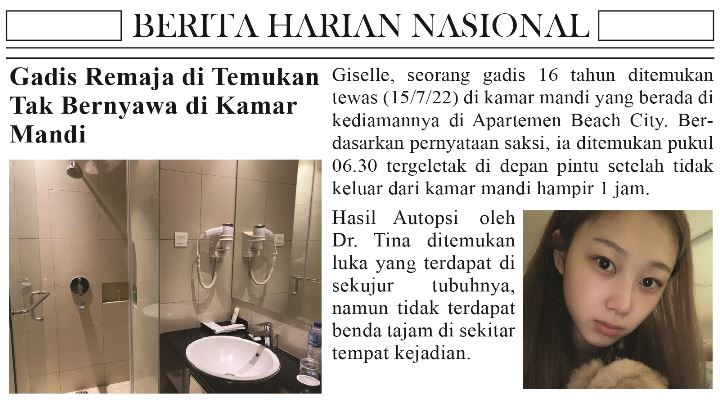 BERITA HARIAN NASIONAL
Gadis Remaja di Temukan
Tak Bernyawa di Kamar
Mandi
Giselle, seorang gadis 16 tahun ditemukan
tewas (15/7/22) di kamar mandi yang berada di
kediamannya di Apartemen Beach City. Ber-
dasarkan pernyataan saksi, ia ditemukan pukul
06.30 tergeletak di depan pintu setelah tidak
keluar dari kamar mandi hampir 1 jam.
Hasil Autopsi oleh
Dr. Tina ditemukan
luka yang terdapat di
sekujur tubuhnya,
namun tidak terdapat
benda tajam di sekitar
tempat kejadian.